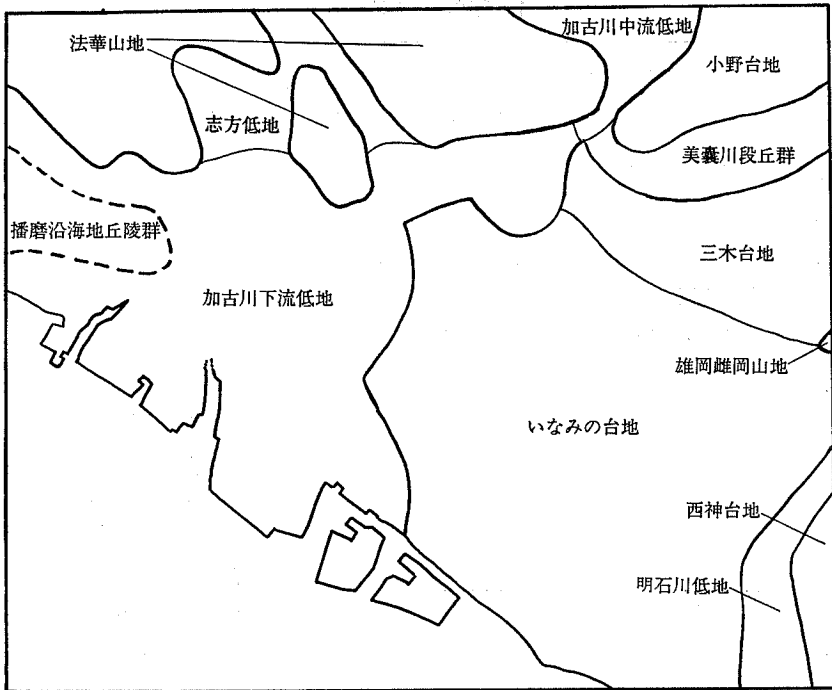 加古川中流低地
法華山地
小野台地
志方低地
美嚢川段丘群
播磨沿海地丘陵群
三木台地
加古川下流低地
雄岡雌岡山地
いなみの台地
西神台地
明石川低地